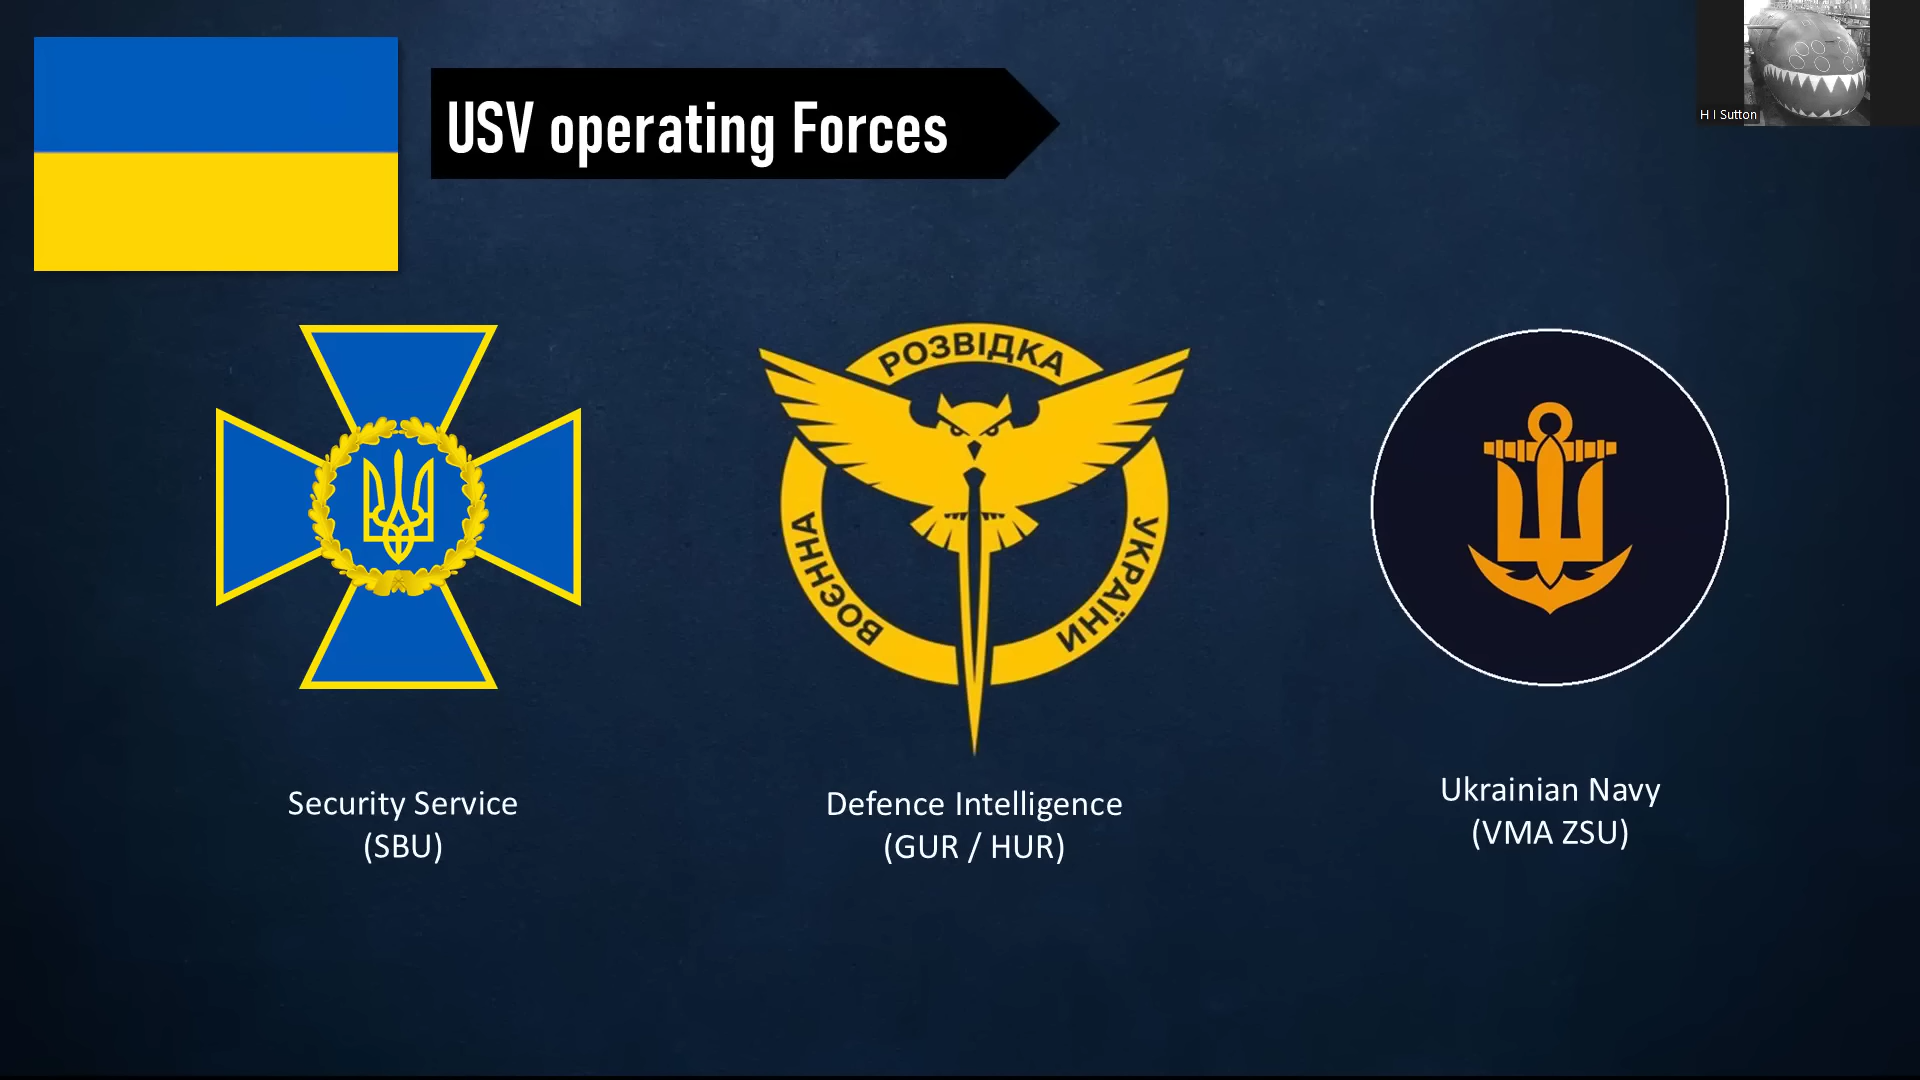 USV operating Forces
H I Sutton
РОЗВІДКА
ВОЄННА
УКРАЇНИ
Security Service
(SBU)
Defence Intelligence
(GUR / HUR)
Ukrainian Navy
(VMA ZSU)